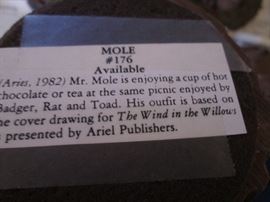 MOLE
#176
Available
(Aries, 1982) Mr. Mole is enjoying a cup of hot
chocolate or tea at the same picnic enjoyed by
Badger, Rat and Toad. His outfit is based on
he cover drawing for The Wind in the Willows
s presented by Ariel Publishers.